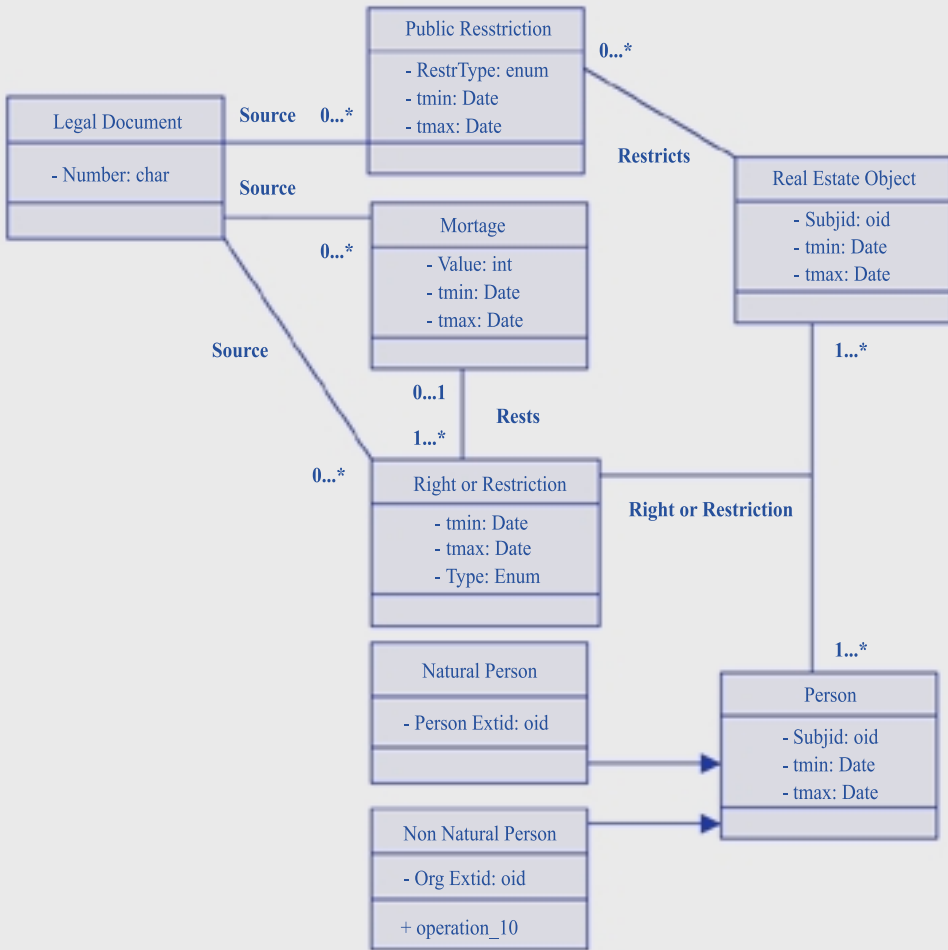 Public Resstriction
- RestrType: enum
- tmin: Date
- tmax: Date
0...*
Legal Document
- Number: char
Source
0...*
Restricts
Source
0...*
Mortage
- Value: int
- tmin: Date
- tmax: Date
Real Estate Object
- Subjid: oid
- tmin: Date
- tmax: Date
Source
0...*
0...1
Rests
1...*
1...*
Right or Restriction
- tmin: Date
- tmax: Date
- Type: Enum
Right or Restriction
1...*
Natural Person
- Person Extid: oid
Person
- Subjid: oid
- tmin: Date
- tmax: Date
Non Natural Person
- Org Extid: oid
+ operation_10